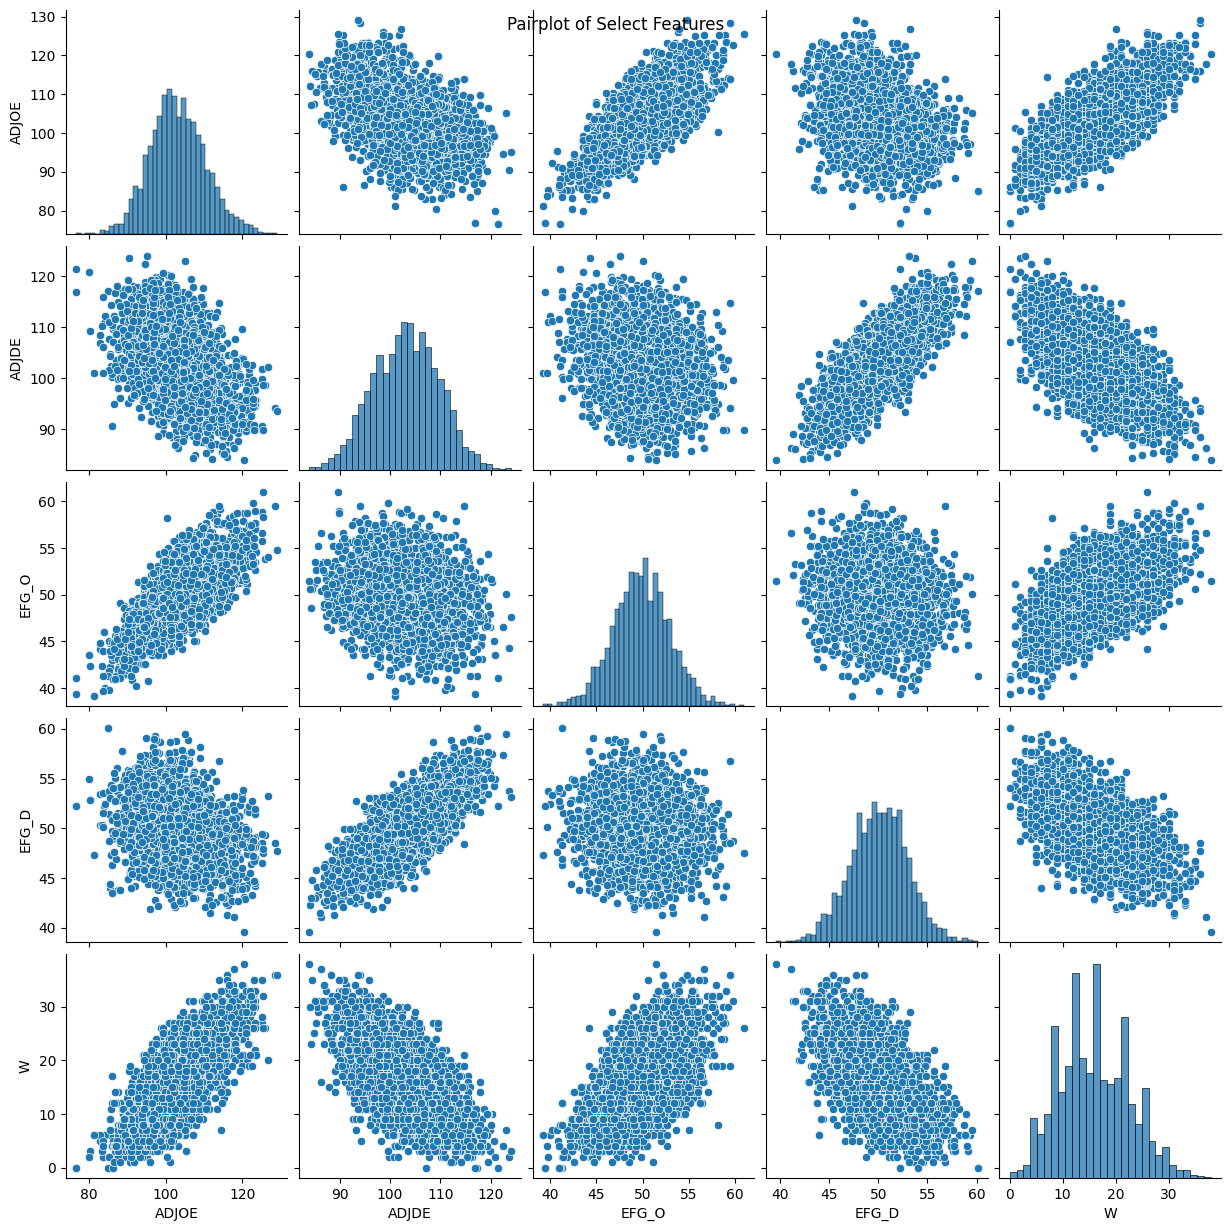 Pairplot of Select Features
130
120
110
100
90
80
ADJOE
120
110
100
90
ADJDE
60
55
50
45
40
EFG_O
60
55
50
45
40
EFG_D
30
20
10
0
W
80 100 120
90 100 110 120
40 45 50 55 60
40 45 50 55 60
0 10 20 30
ADJOE ADJDE EFG_O EFG_D W